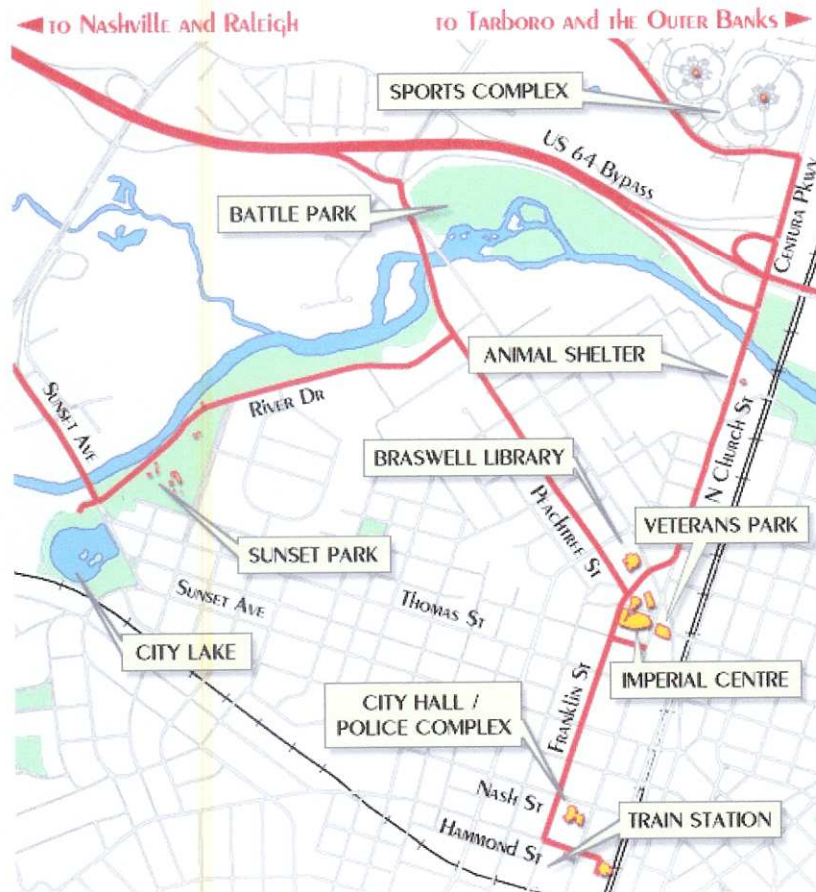 to Nashville and Raleigh
to Tarboro and the Outer Banks
SPORTS COMPLEX
US 64 Bypass
BATTLE PARK
Centura Pkwy
ANIMAL SHELTER
River Dr
Sunset Ave
N Church St
BRASWELL LIBRARY
Peachtree St
VETERANS PARK
SUNSET PARK
Sunset Ave
Thomas St
CITY LAKE
IMPERIAL CENTRE
Franklin St
CITY HALL /
POLICE COMPLEX
Nash St
TRAIN STATION
Hammond St